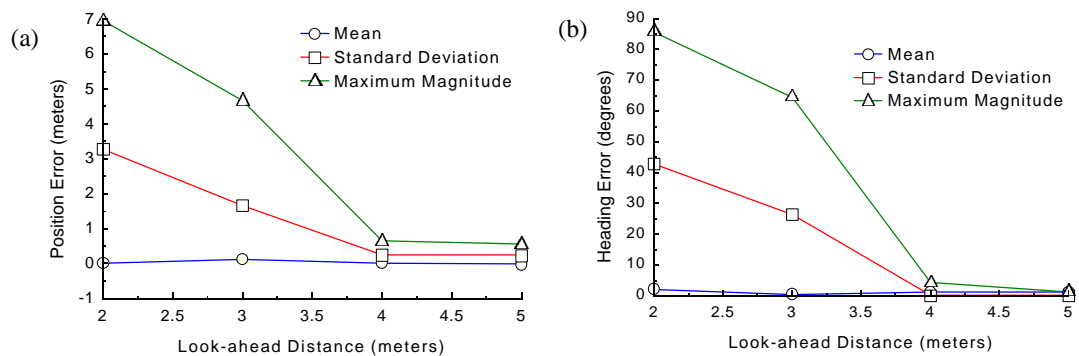 (a)
7
6
5
4
3
2
1
0
-1
Position Error (meters)
Mean
Standard Deviation
Maximum Magnitude
2 2.5 3 3.5 4 4.5 5
Look-ahead Distance (meters)
(b)
90
80
70
60
50
40
30
20
10
0
Heading Error (degrees)
Mean
Standard Deviation
Maximum Magnitude
2 2.5 3 3.5 4 4.5 5
Look-ahead Distance (meters)